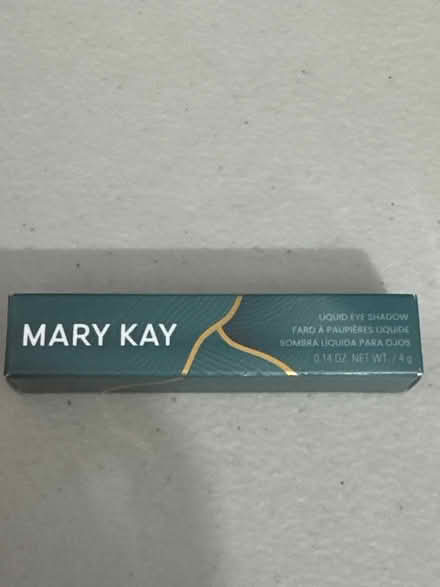 MARY KAY
LIQUID EYE SHADOW
FARD À PAUPIÈRES LIQUIDE
SOMBRA LÍQUIDA PARA OJOS
0.14 OZ. NET WT. / 4 g